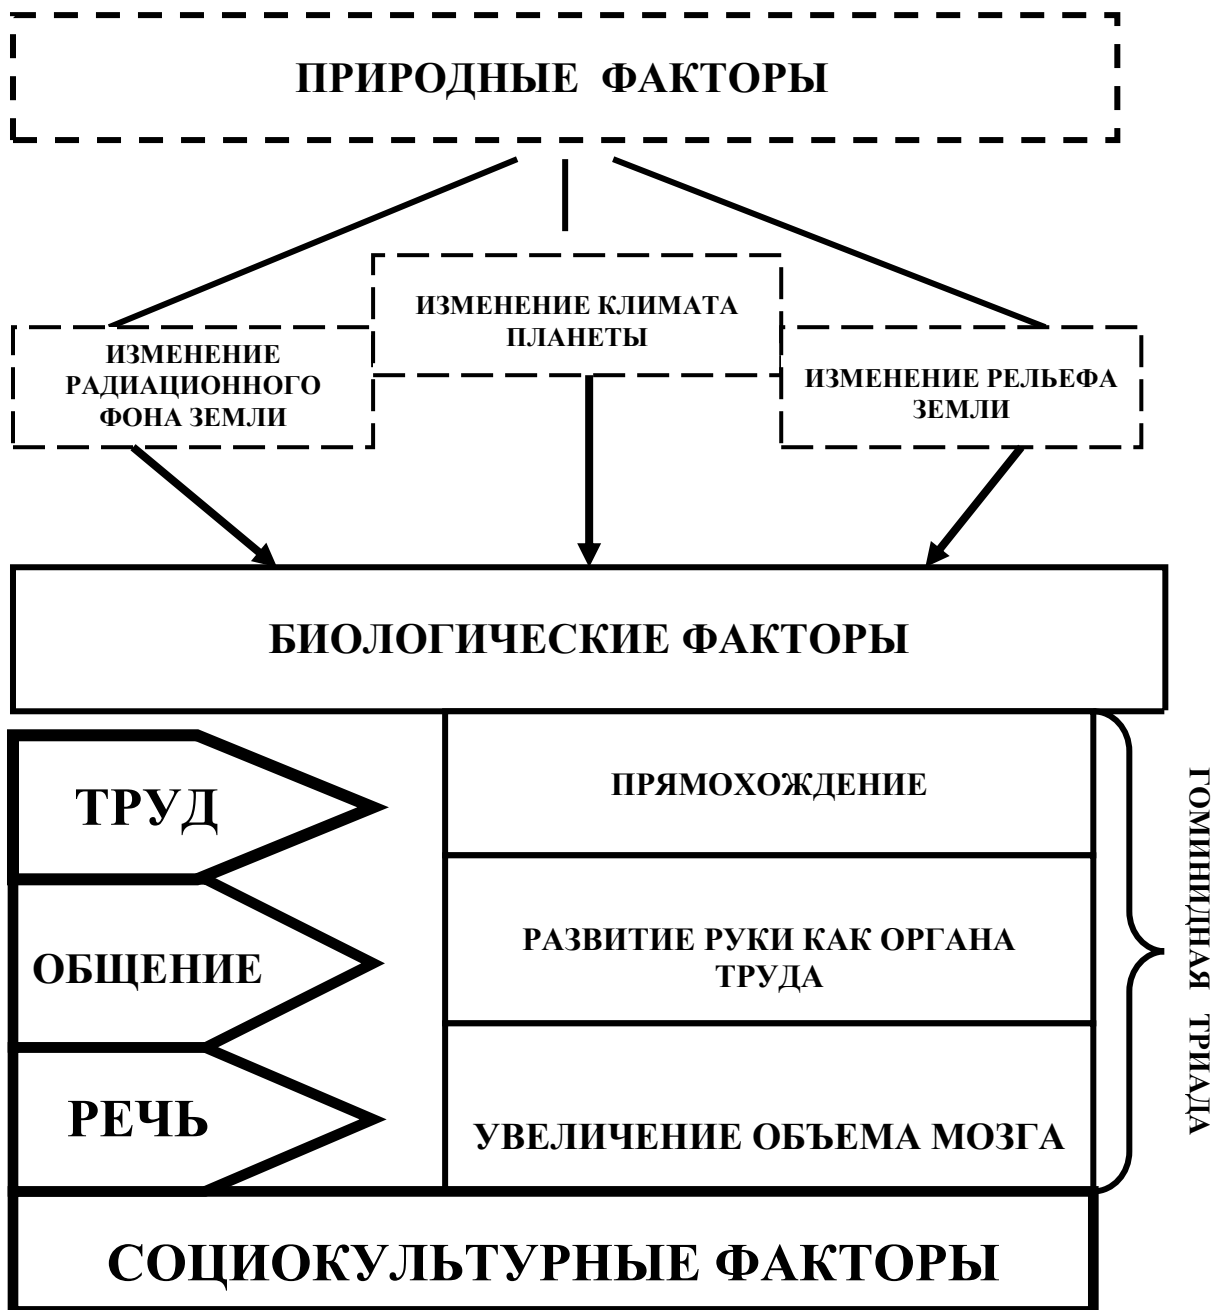 ПРИРОДНЫЕ ФАКТОРЫ
ИЗМЕНЕНИЕ КЛИМАТА
ПЛАНЕТЫ
ИЗМЕНЕНИЕ
РАДИАЦИОННОГО
ФОНА ЗЕМЛИ
ИЗМЕНЕНИЕ РЕЛЬЕФА
ЗЕМЛИ
БИОЛОГИЧЕСКИЕ ФАКТОРЫ
ТРУД
ПРЯМОХОЖДЕНИЕ
ОБЩЕНИЕ
РАЗВИТИЕ РУКИ КАК ОРГАНА
ТРУДА
РЕЧЬ
УВЕЛИЧЕНИЕ ОБЪЕМА МОЗГА
ГОМИНИДНАЯ ТРИАДА
СОЦИОКУЛЬТУРНЫЕ ФАКТОРЫ